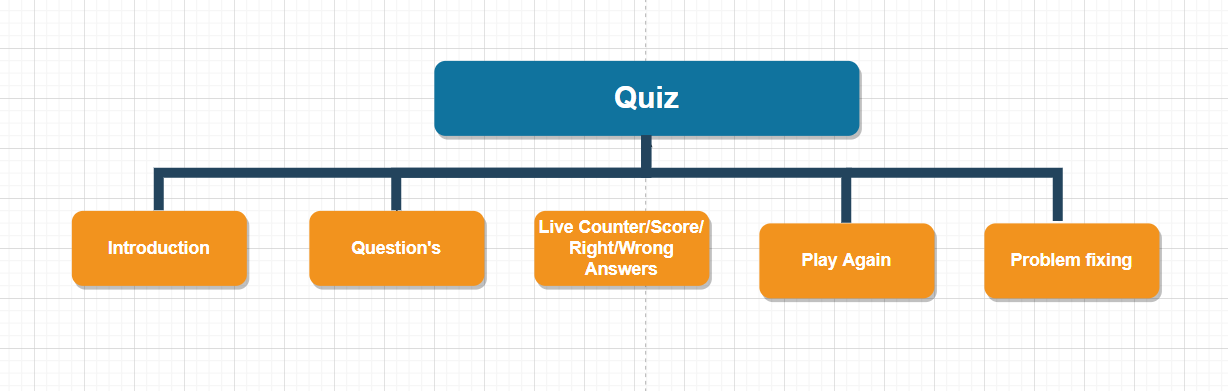 Quiz
Introduction
Question's
Live Counter/Score/
Right/Wrong
Answers
Play Again
Problem fixing